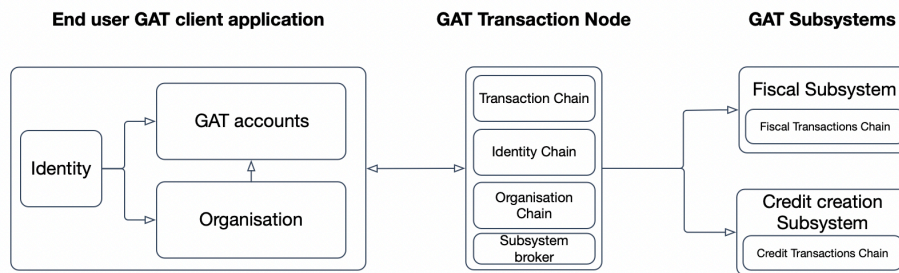 End user GAT client application
GAT Transaction Node
GAT Subsystems
Identity
GAT accounts
Organisation
Transaction Chain
Identity Chain
Organisation
Chain
Subsystem
broker
Fiscal Subsystem
Fiscal Transactions Chain
Credit creation
Subsystem
Credit Transactions Chain